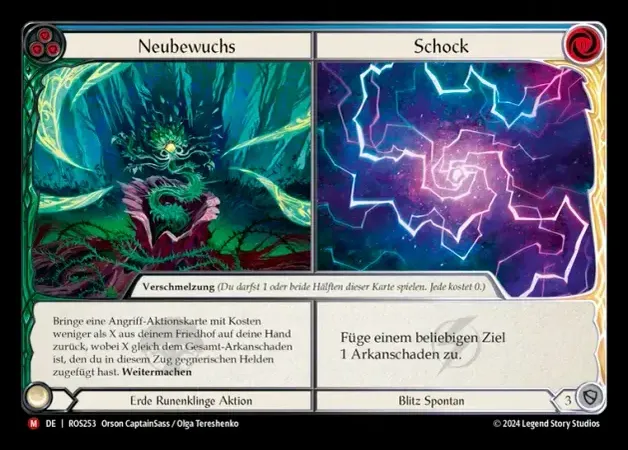 Neubewuchs
Schock
Verschmelzung (Du darfst 1 oder beide Hälften dieser Karte spielen. Jede kostet 0.)
Bringe eine Angriff-Aktionskarte mit Kosten
weniger als X aus deinem Friedhof auf deine Hand
zurück, wobei X gleich dem Gesamt-Arkanschaden
ist, den du in diesem Zug gegnerischen Helden
zugefügt hast. Weitermachen
Füge einem beliebigen Ziel
1 Arkanschaden zu.
Erde Runenklinge Aktion
Blitz Spontan
3
M DE | ROS253 Orson CaptainSass / Olga Tereshenko
© 2024 Legend Story Studios